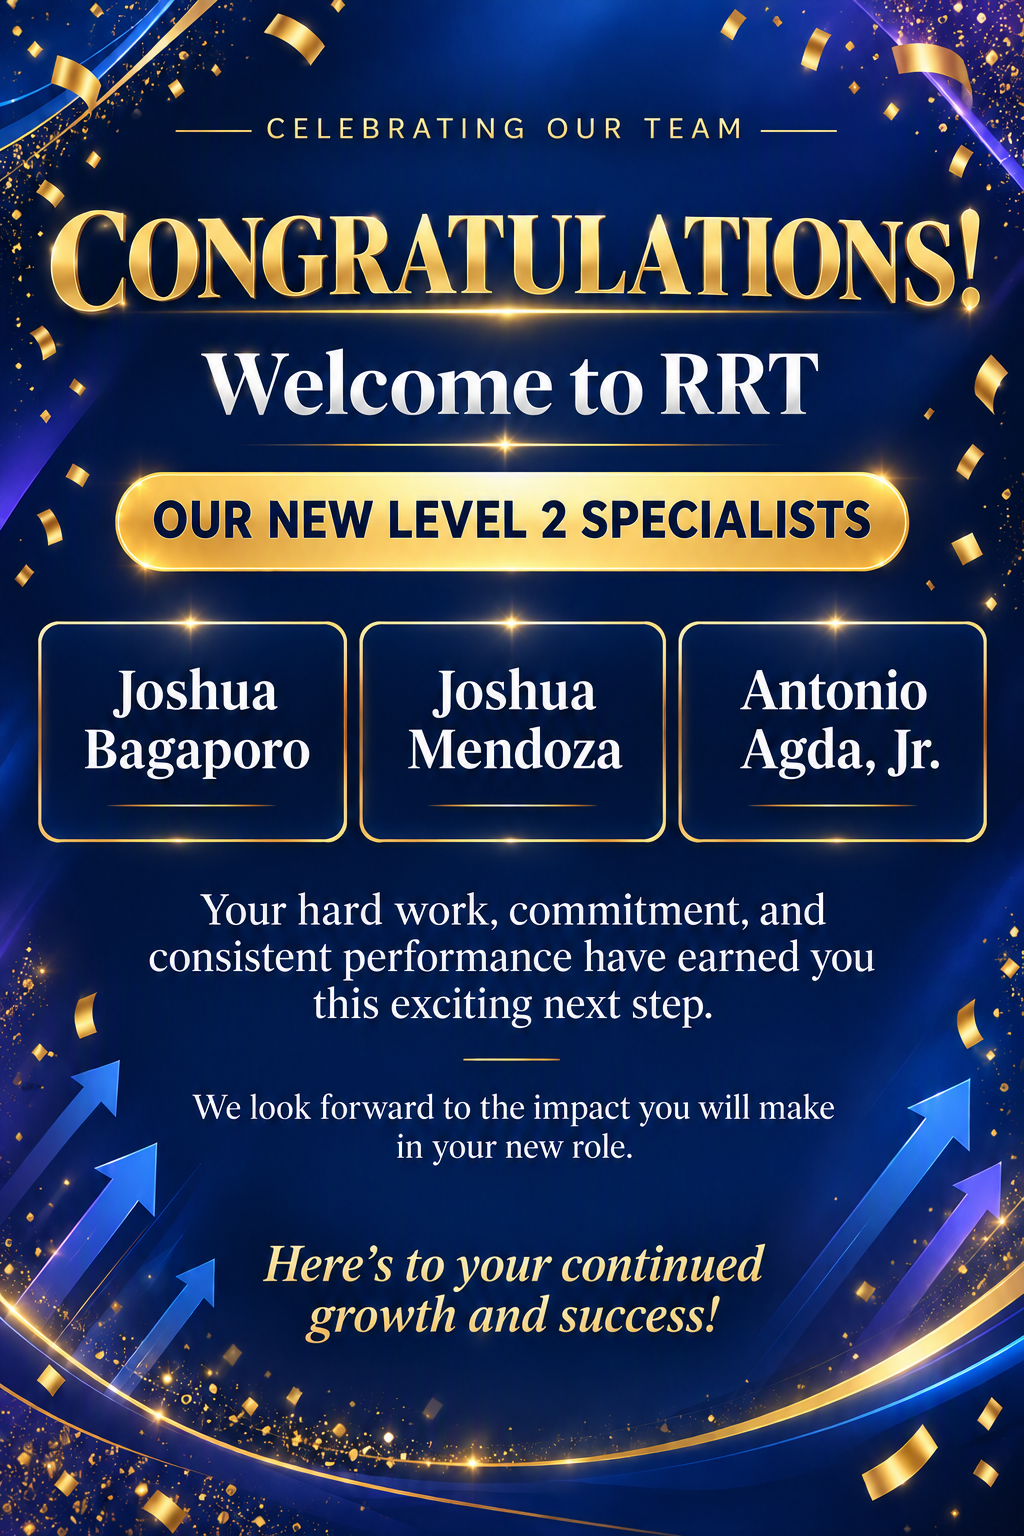 CELEBRATING OUR TEAM
CONGRATULATIONS!
Welcome to RRT
OUR NEW LEVEL 2 SPECIALISTS
Joshua
Bagaporo
Joshua
Mendoza
Antonio
Agda, Jr.
Your hard work, commitment, and
consistent performance have earned you
this exciting next step.
We look forward to the impact you will make
in your new role.
Here's to your continued
growth and success!